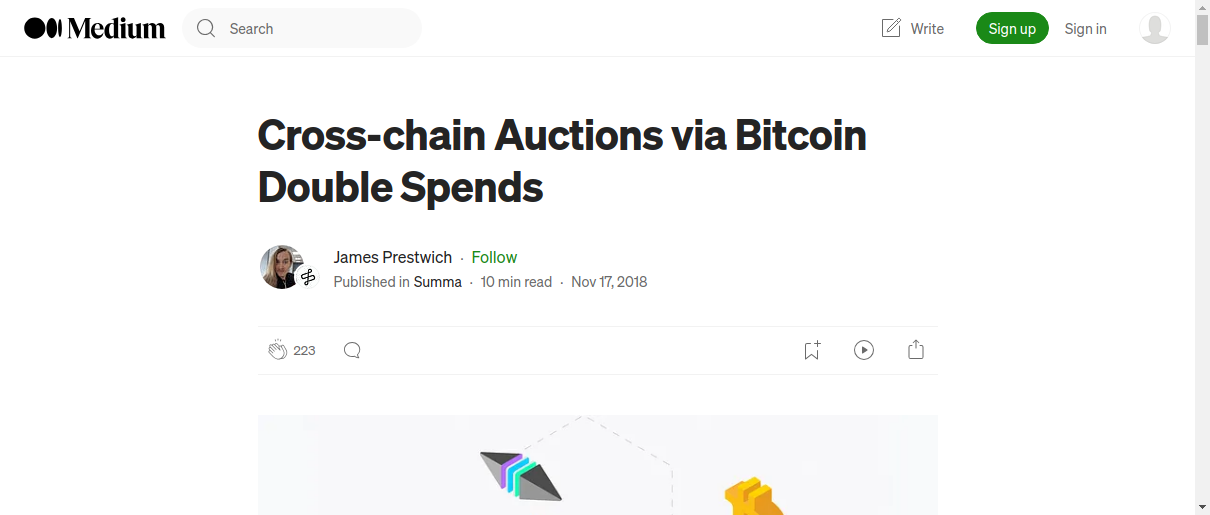 Medium
Search
Write
Sign up
Sign in
Cross-chain Auctions via Bitcoin
Double Spends
James Prestwich · Follow
Published in Summa · 10 min read · Nov 17, 2018
223